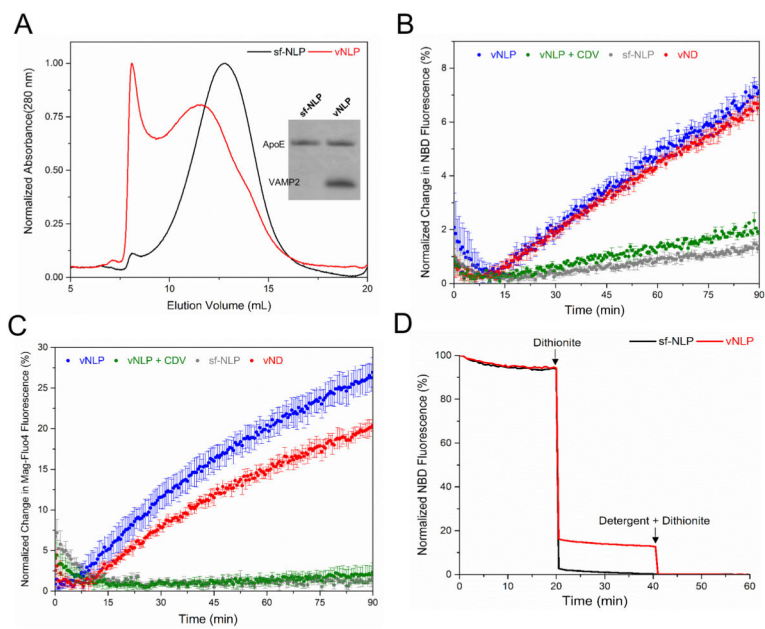 A
sf-NLP vNLP
Normalized Absorbance(280 nm)
1.00
0.75
0.50
0.25
0.00
sf-NLP
vNLP
ApoE
VAMP2
5 10 15 20
Elution Volume (mL)
B
Normalized Change in NBD Fluorescence (%)
8
6
4
2
0
vNLP vNLP + CDV sf-NLP vND
0 15 30 45 60 75 90
Time (min)
C
Normalized Change in Mag-Fluo4 Fluorescence (%)
30
25
20
15
10
5
0
vNLP vNLP + CDV sf-NLP vND
0 15 30 45 60 75 90
Time (min)
D
Normalized NBD Fluorescence (%)
100
80
60
40
20
0
Dithionite
sf-NLP vNLP
Detergent + Dithionite
0 10 20 30 40 50 60
Time (min)